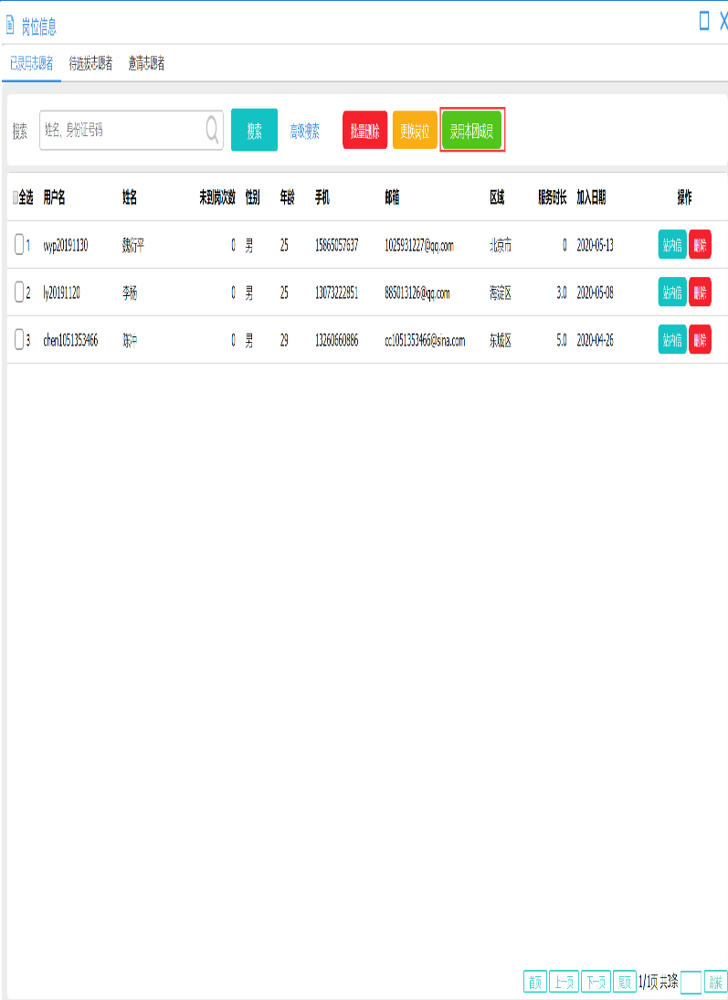 岗位信息
已录用志愿者 待选拔志愿者 邀请志愿者
搜索 姓名、身份证号码 搜索 高级搜索 批量删除 更换岗位 录用本团成员
全选 用户名 姓名 未到岗次数 性别 年龄 手机 邮箱 区域 服务时长 加入日期 操作
1 wyp20191130 魏衍平 0 男 25 15865057637 1025931227@qq.com 北京市 0 2020-05-13 站内信 删除
2 ly20191120 李杨 0 男 25 13073222851 885013126@qq.com 海淀区 3.0 2020-05-08 站内信 删除
3 chen1051353466 陈冲 0 男 29 13260660886 cc1051353466@sina.com 东城区 5.0 2020-04-26 站内信 删除
首页 上一页 下一页 尾页 1/1页 共3条 跳转